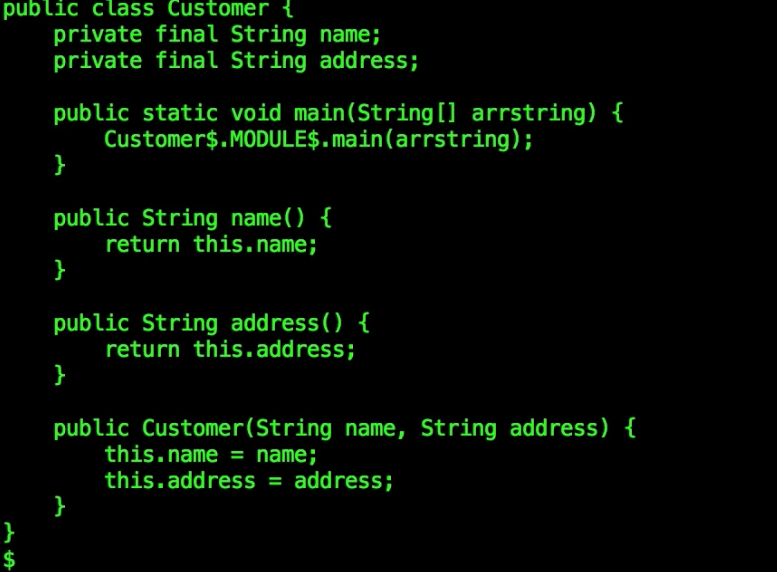 public class Customer {
    private final String name;
    private final String address;

    public static void main(String[] arrstring) {
        Customer$.MODULE$.main(arrstring);
    }

    public String name() {
        return this.name;
    }

    public String address() {
        return this.address;
    }

    public Customer(String name, String address) {
        this.name = name;
        this.address = address;
    }
}
$